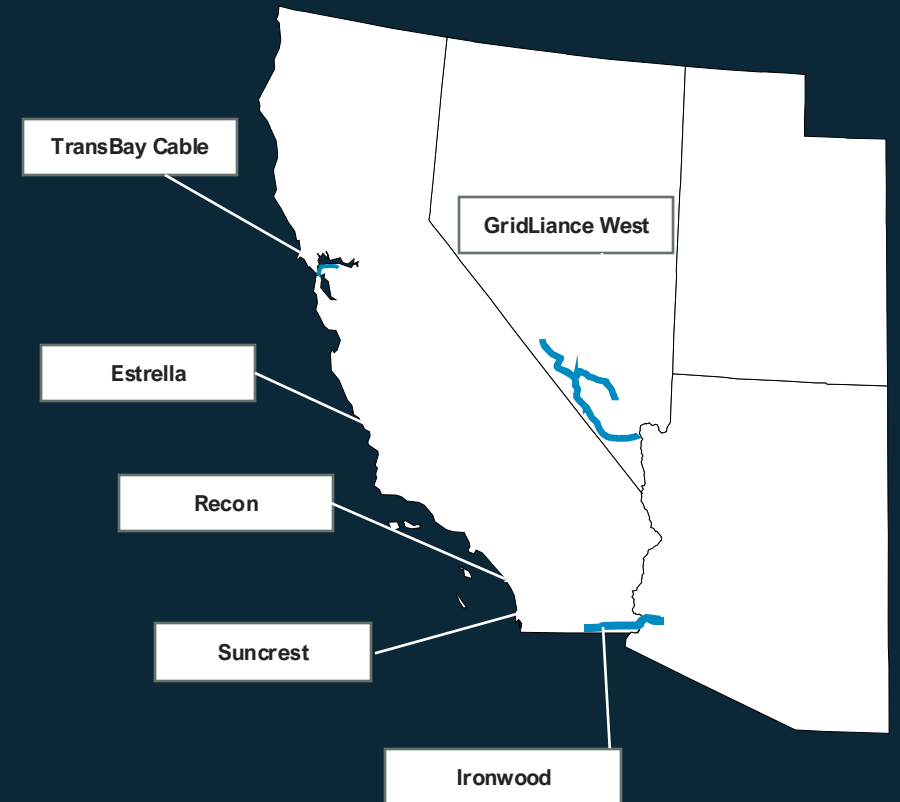 TransBay Cable
GridLiance West
Estrella
Recon
Suncrest
Ironwood